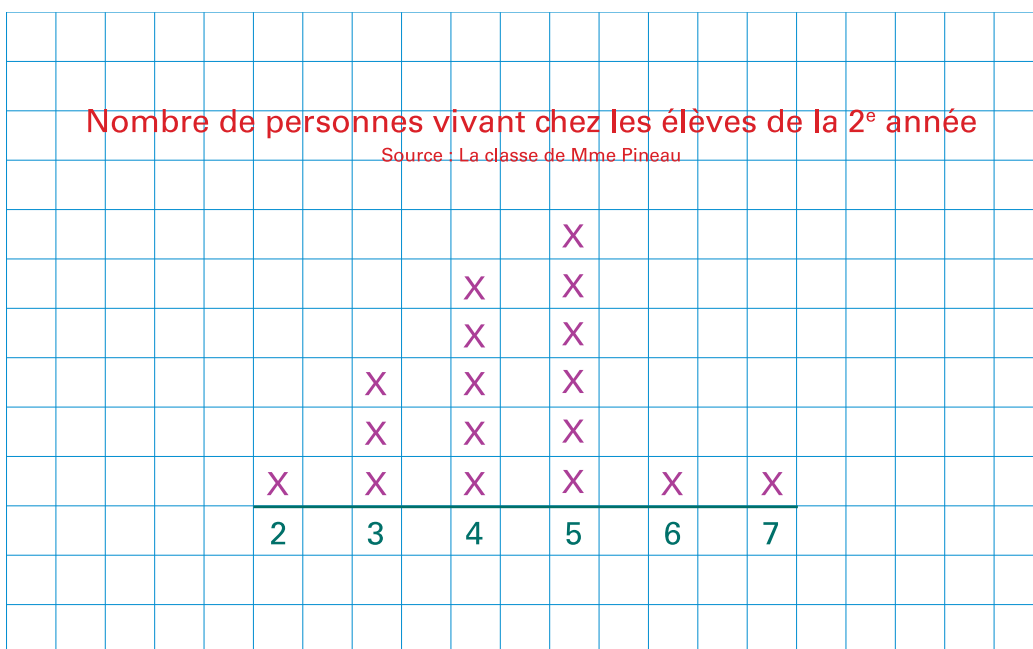 Nombre de personnes vivant chez les élèves de la 2e année
Source : La classe de Mme Pineau
X
X X
X X
X X X
X X X
X X X X X X
2 3 4 5 6 7